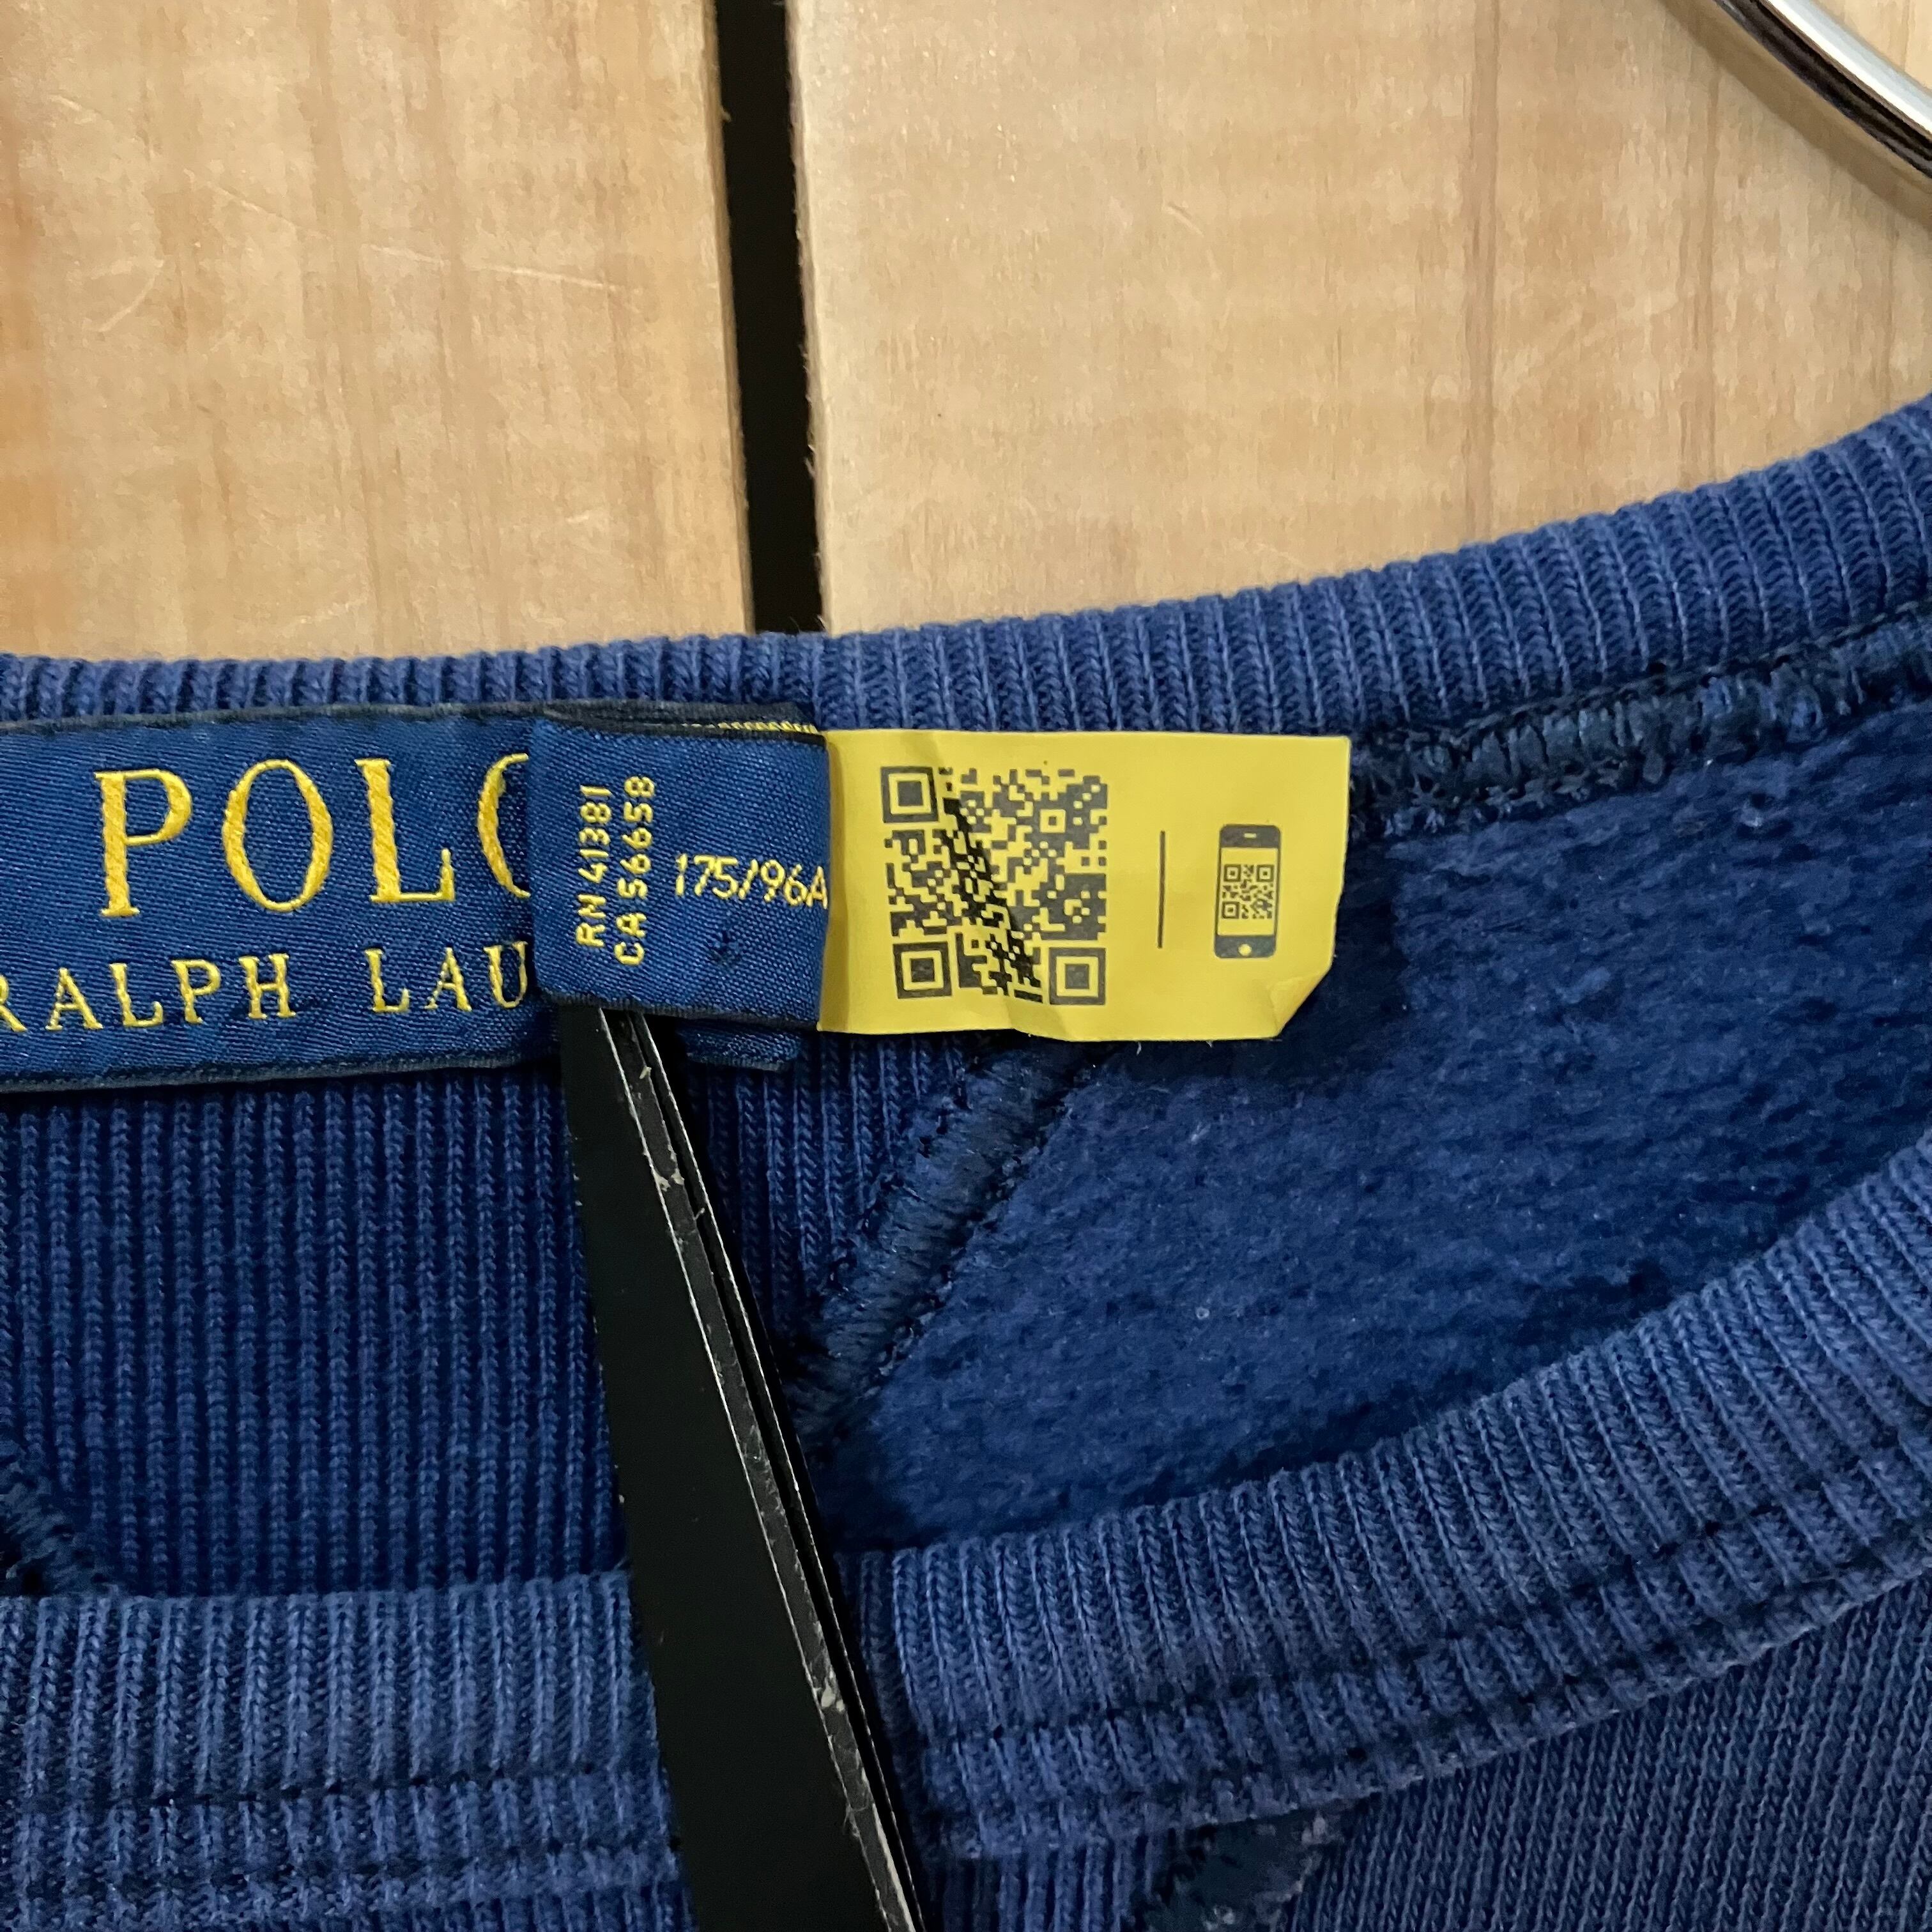 POLO
RALPH LAU
RN 41381
CA 56658
175/96A